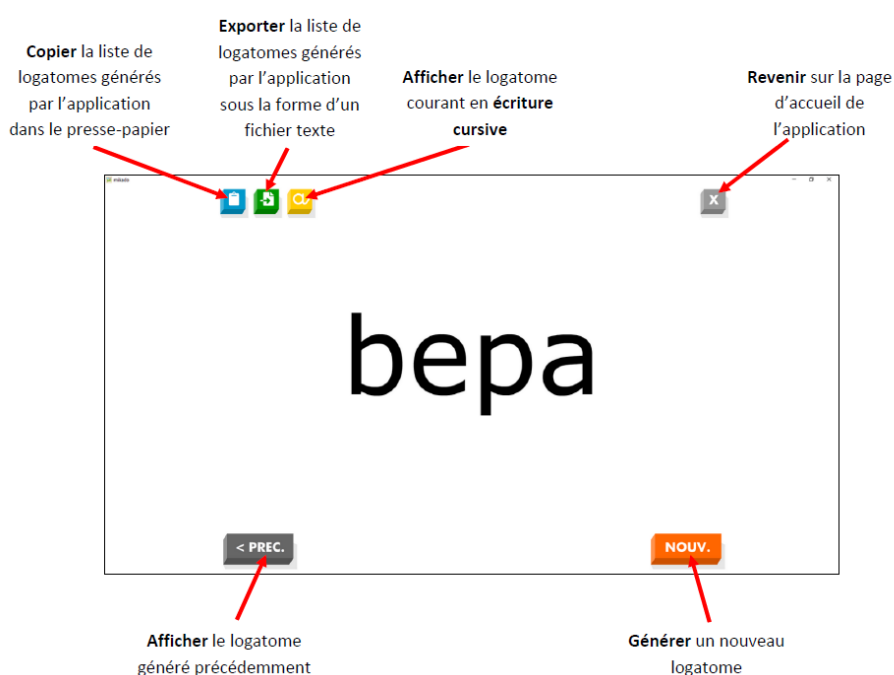 Copier la liste de
logatomes générés
par l'application
dans le presse-papier
Exporter la liste de
logatomes générés
par l'application
sous la forme d'un
fichier texte
Afficher le logatome
courant en écriture
cursive
Revenir sur la page
d'accueil de
l'application
mikolo
X
bepa
< PREC.
NOUV.
Afficher le logatome
généré précédemment
Générer un nouveau
logatome